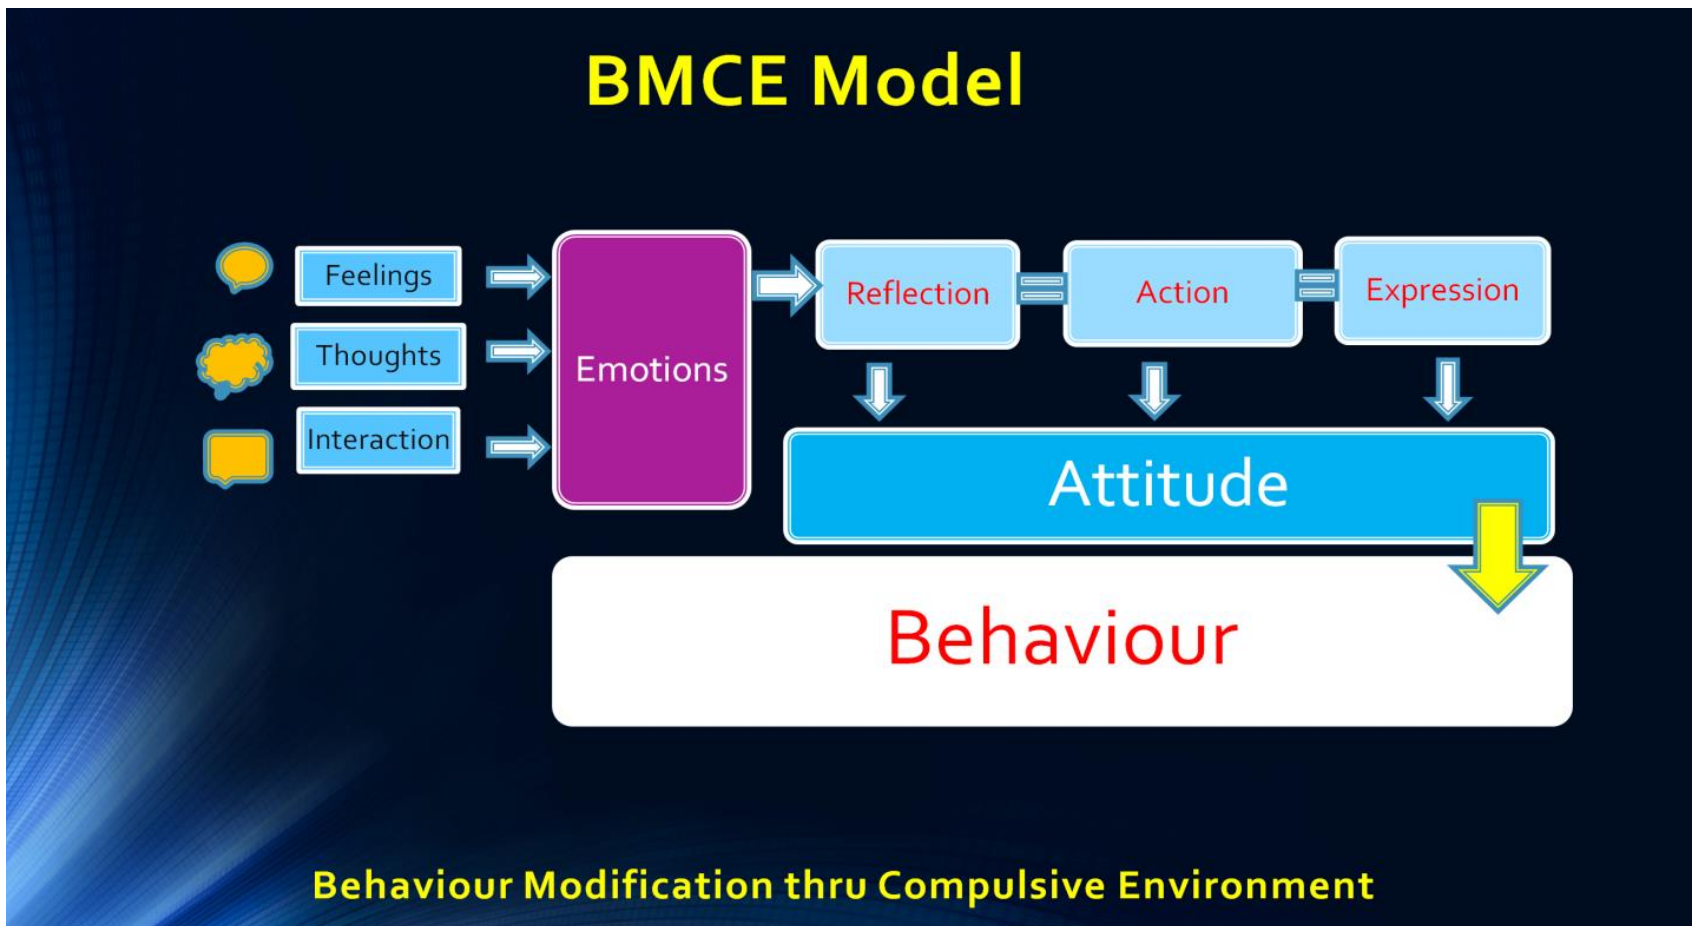 BMCE Model
Feelings
Thoughts
Interaction
Emotions
Reflection
Action
Expression
Attitude
Behaviour
Behaviour Modification thru Compulsive Environment